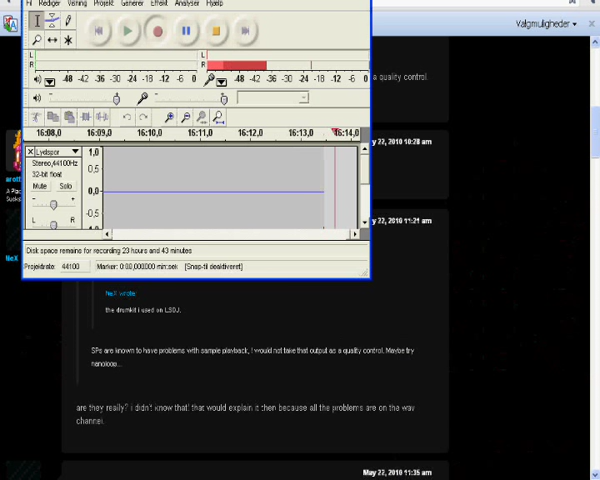 Fil Rediger Visning Projekt Generer Effekt Analyser Hjælp
Valgmuligheder
L
R
-48 -42 -36 -30 -24 -18 -12 -6 0
L
R
-48 -42 -36 -30 -24 -18 -12 -6 0
a quality control.
16:08,0 16:09,0 16:10,0 16:11,0 16:12,0 16:13,0 16:14,0
y 22, 2010 10:28 am
Lydspor
Stereo,44100Hz
32-bit float
Mute Solo
- +
L R
1,0
0,5
0,0
-0,5
A Pa
y 22, 2010 11:21 am
Disk space remains for recording 23 hours and 43 minutes
NeX
Projektrate: 44100 Markør: 0:00,000000 min:sek [Snap-til deaktiveret]
NeX wrote:
the drumkit i used on LSDJ.
SPs are known to have problems with sample playback, I would not take that output as a quality control. Maybe try
nanoloop...
are they really? i didn't know that! that would explain it then because all the problems are on the wav
channel.
May 22, 2010 11:35 am